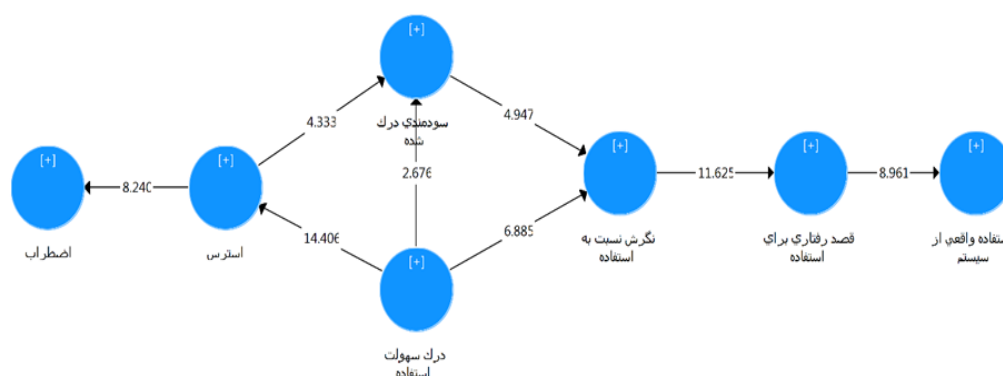 [+]
سودمندي درك
شده
4.333
4.947
2.676
[+]
اضطراب
8.240
[+]
استرس
14.406
6.885
[+]
درك سهولت
استفاده
[+]
نگرش نسبت به
استفاده
11.625
[+]
قصد رفتاري براي
استفاده
8.961
[+]
تفاده واقعي از
سيستم